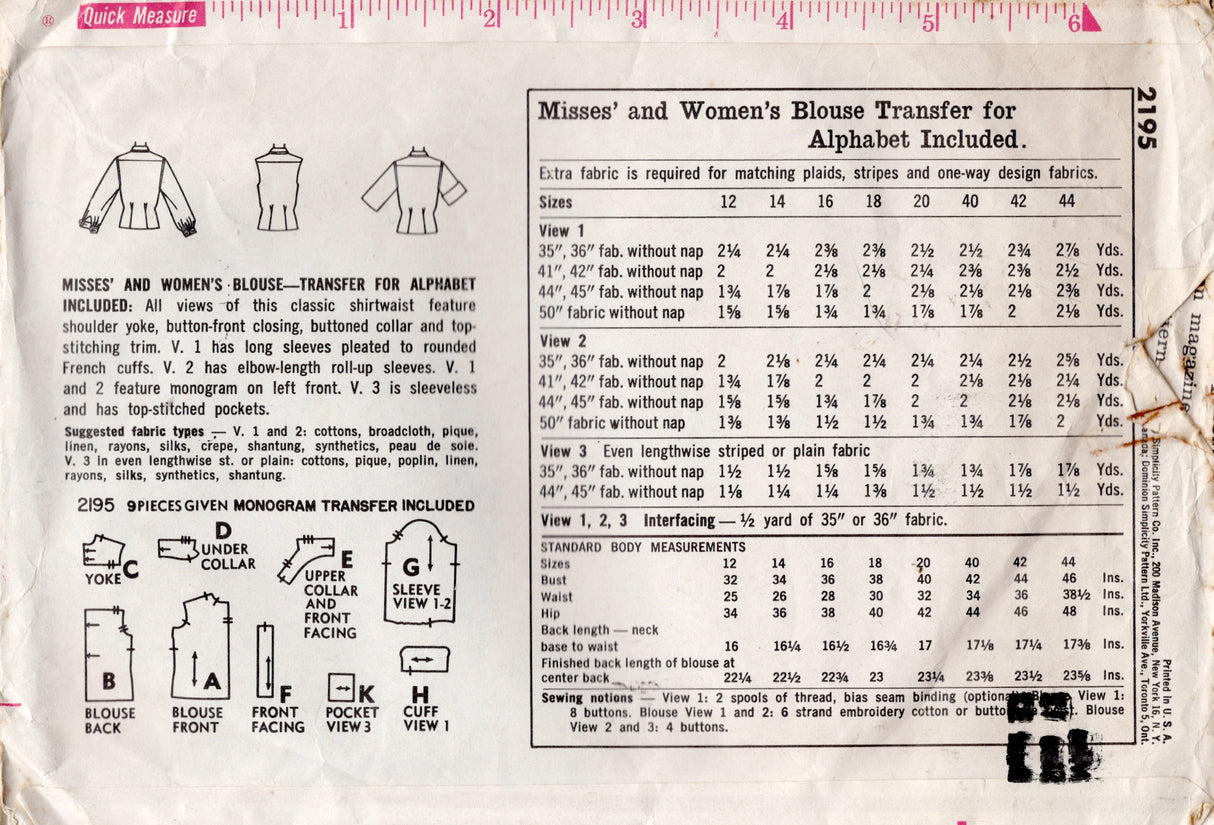 ® Quick Measure 1 2 3 4 5 6
MISSES' AND WOMEN'S BLOUSE—TRANSFER FOR ALPHABET
INCLUDED: All views of this classic shirtwaist feature
shoulder yoke, button-front closing, buttoned collar and top-
stitching trim. V. 1 has long sleeves pleated to rounded
French cuffs. V. 2 has elbow-length roll-up sleeves. V. 1
and 2 feature monogram on left front. V. 3 is sleeveless
and has top-stitched pockets.
Suggested fabric types — V. 1 and 2: cottons, broadcloth, pique,
linen, rayons, silks, crepe, shantung, synthetics, peau de soie.
V. 3 in even lengthwise st. or plain: cottons, pique, poplin, linen,
rayons, silks, synthetics, shantung.
2195 9 PIECES GIVEN MONOGRAM TRANSFER INCLUDED
C
YOKE
D
UNDER
COLLAR
E
UPPER
COLLAR
AND
FRONT
FACING
G
SLEEVE
VIEW 1-2
B
BLOUSE
BACK
A
BLOUSE
FRONT
F
FRONT
FACING
K
POCKET
VIEW 3
H
CUFF
VIEW 1
Misses' and Women's Blouse Transfer for
Alphabet Included.
Extra fabric is required for matching plaids, stripes and one-way design fabrics.
Sizes 12 14 16 18 20 40 42 44
View 1
35", 36" fab. without nap 2¼ 2¼ 2⅜ 2⅜ 2½ 2½ 2¾ 2⅞ Yds.
41", 42" fab. without nap 2 2 2⅛ 2⅛ 2¼ 2⅜ 2⅜ 2½ Yds.
44", 45" fab. without nap 1¾ 1⅞ 1⅞ 2 2⅛ 2⅛ 2⅛ 2⅜ Yds.
50" fabric without nap 1⅝ 1⅝ 1¾ 1¾ 1⅞ 1⅞ 2 2⅛ Yds.
View 2
35", 36" fab. without nap 2 2⅛ 2¼ 2¼ 2¼ 2¼ 2½ 2⅝ Yds.
41", 42" fab. without nap 1¾ 1⅞ 2 2 2 2⅛ 2⅛ 2¼ Yds.
44", 45" fab. without nap 1⅝ 1⅝ 1¾ 1⅞ 2 2 2⅛ 2⅛ Yds.
50" fabric without nap 1⅜ 1⅜ 1½ 1½ 1¾ 1¾ 1⅞ 2 Yds.
View 3 Even lengthwise striped or plain fabric
35", 36" fab. without nap 1½ 1½ 1⅝ 1⅝ 1¾ 1¾ 1⅞ 1⅞ Yds.
44", 45" fab. without nap 1⅛ 1¼ 1¼ 1⅜ 1½ 1½ 1½ 1½ Yds.
View 1, 2, 3 Interfacing — ½ yard of 35" or 36" fabric.
STANDARD BODY MEASUREMENTS
Sizes 12 14 16 18 20 40 42 44
Bust 32 34 36 38 40 42 44 46 Ins.
Waist 25 26 28 30 32 34 36 38½ Ins.
Hip 34 36 38 40 42 44 46 48 Ins.
Back length — neck
base to waist 16 16¼ 16½ 16¾ 17 17⅛ 17¼ 17⅜ Ins.
Finished back length of blouse at
center back 22¼ 22½ 22¾ 23 23¼ 23⅜ 23½ 23⅝ Ins.
Sewing notions — View 1: 2 spools of thread, bias seam binding View 1:
8 buttons. Blouse View 1 and 2: 6 strand embroidery cotton or Blouse
View 2 and 3: 4 buttons.
2195
magazine
Simplicity Pattern Co. Inc., 200 Madison Avenue, New York 16, N. Y.
Dominion Simplicity Pattern Ltd., Yorkville Ave., Toronto 5, Ont.
Printed in U. S. A.